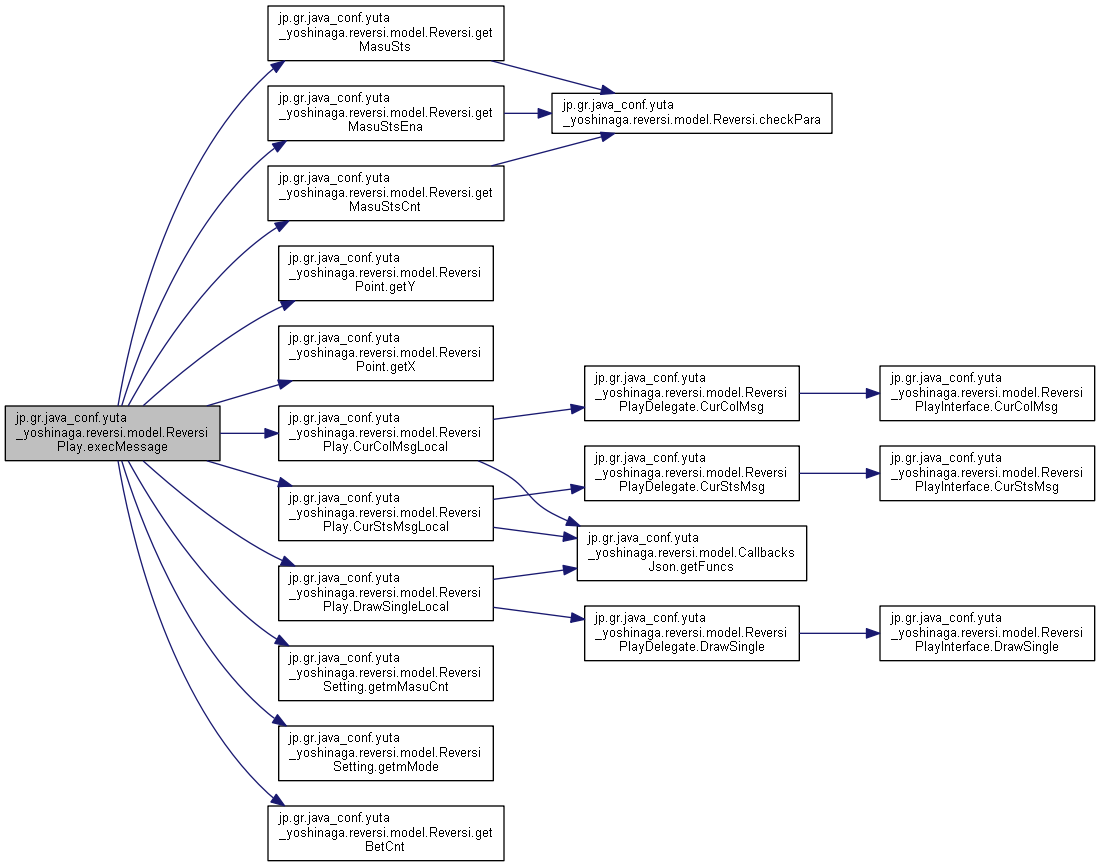 jp.gr.java_conf.yuta
_yoshinaga.reversi.model.Reversi.get
MasuSts
jp.gr.java_conf.yuta
_yoshinaga.reversi.model.Reversi.get
MasuStsEna
jp.gr.java_conf.yuta
_yoshinaga.reversi.model.Reversi.checkPara
jp.gr.java_conf.yuta
_yoshinaga.reversi.model.Reversi.get
MasuStsCnt
jp.gr.java_conf.yuta
_yoshinaga.reversi.model.Reversi
Point.getY
jp.gr.java_conf.yuta
_yoshinaga.reversi.model.Reversi
Point.getX
jp.gr.java_conf.yuta
_yoshinaga.reversi.model.Reversi
Play.execMessage
jp.gr.java_conf.yuta
_yoshinaga.reversi.model.Reversi
Play.CurColMsgLocal
jp.gr.java_conf.yuta
_yoshinaga.reversi.model.Reversi
PlayDelegate.CurColMsg
jp.gr.java_conf.yuta
_yoshinaga.reversi.model.Reversi
PlayInterface.CurColMsg
jp.gr.java_conf.yuta
_yoshinaga.reversi.model.Reversi
Play.CurStsMsgLocal
jp.gr.java_conf.yuta
_yoshinaga.reversi.model.Reversi
PlayDelegate.CurStsMsg
jp.gr.java_conf.yuta
_yoshinaga.reversi.model.Reversi
PlayInterface.CurStsMsg
jp.gr.java_conf.yuta
_yoshinaga.reversi.model.Callbacks
Json.getFuncs
jp.gr.java_conf.yuta
_yoshinaga.reversi.model.Reversi
Play.DrawSingleLocal
jp.gr.java_conf.yuta
_yoshinaga.reversi.model.Reversi
PlayDelegate.DrawSingle
jp.gr.java_conf.yuta
_yoshinaga.reversi.model.Reversi
PlayInterface.DrawSingle
jp.gr.java_conf.yuta
_yoshinaga.reversi.model.Reversi
Setting.getmMasuCnt
jp.gr.java_conf.yuta
_yoshinaga.reversi.model.Reversi
Setting.getmMode
jp.gr.java_conf.yuta
_yoshinaga.reversi.model.Reversi.get
BetCnt